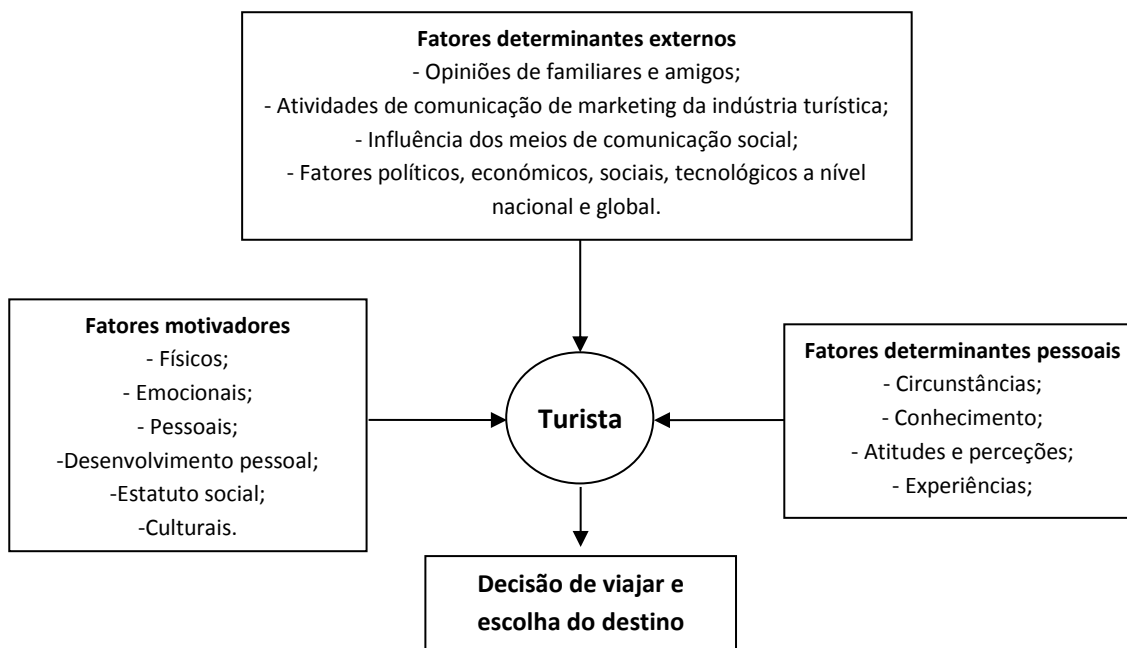 Fatores determinantes externos
- Opiniões de familiares e amigos;
- Atividades de comunicação de marketing da indústria turística;
- Influência dos meios de comunicação social;
- Fatores políticos, económicos, sociais, tecnológicos a nível
nacional e global.
Fatores motivadores
- Físicos;
- Emocionais;
- Pessoais;
-Desenvolvimento pessoal;
-Estatuto social;
-Culturais.
Turista
Fatores determinantes pessoais
- Circunstâncias;
- Conhecimento;
- Atitudes e perceções;
- Experiências;
Decisão de viajar e
escolha do destino